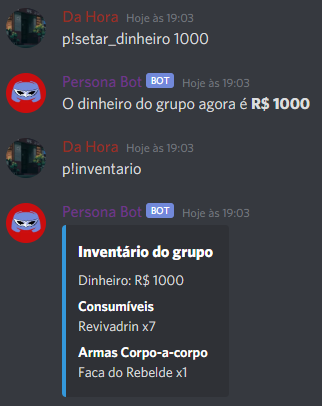 Da Hora Hoje às 19:03
p!setar_dinheiro 1000
Persona Bot BOT Hoje às 19:03
O dinheiro do grupo agora é R$ 1000
Da Hora Hoje às 19:03
p!inventario
Persona Bot BOT Hoje às 19:03
Inventário do grupo
Dinheiro: R$ 1000
Consumíveis
Revivadrin x7
Armas Corpo-a-corpo
Faca do Rebelde x1